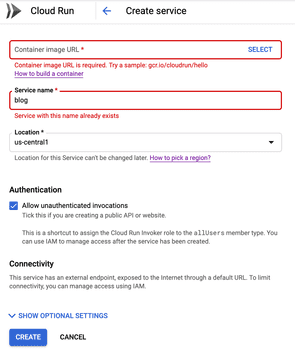 Cloud Run
Create service
Container image URL *
SELECT
Container image URL is required. Try a sample: gcr.io/cloudrun/hello
How to build a container
Service name *
blog
Service with this name already exists
Location *
us-central1
Location for this Service can't be changed later. How to pick a region?
Authentication
Allow unauthenticated invocations
Tick this if you are creating a public API or website.
This is a shortcut to assign the Cloud Run Invoker role to the allUsers member type. You
can use IAM to manage access after the service has been created.
Connectivity
This service has an external endpoint, exposed to the Internet through a default URL. To limit
connectivity, you can manage access using IAM.
SHOW OPTIONAL SETTINGS
CREATE
CANCEL